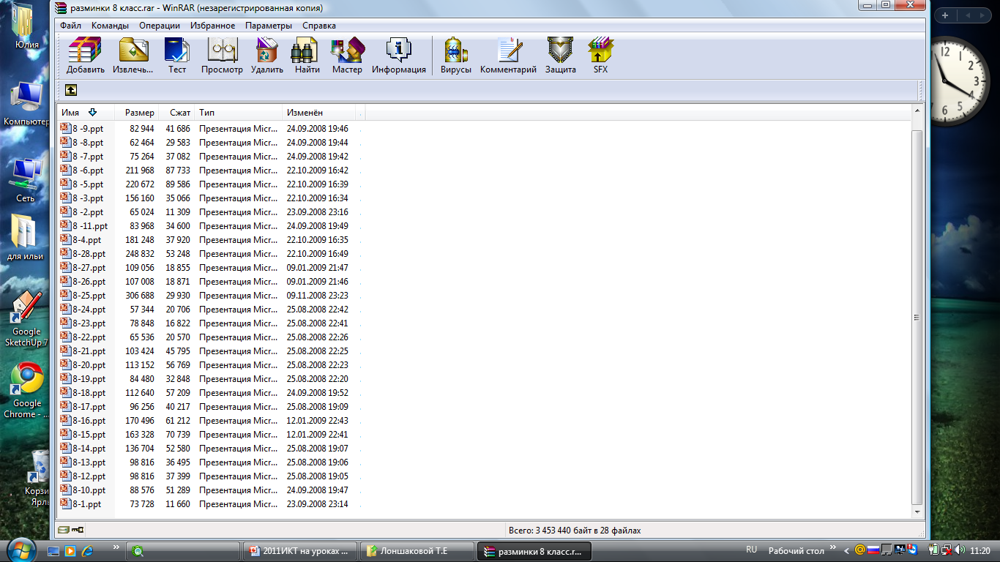 разминки 8 класс.rar - WinRAR (незарегистрированная копия)
Файл Команды Операции Избранное Параметры Справка
Добавить Извлечь... Тест Просмотр Удалить Найти Мастер Информация Вирусы Комментарий Защита SFX
Имя Размер Сжат Тип Изменён
8 -9.ppt 82 944 41 686 Презентация Micr... 24.09.2008 19:46
8 -8.ppt 62 464 29 583 Презентация Micr... 24.09.2008 19:44
8 -7.ppt 75 264 37 082 Презентация Micr... 24.09.2008 19:42
8 -6.ppt 211 968 87 733 Презентация Micr... 22.10.2009 16:42
8 -5.ppt 220 672 89 586 Презентация Micr... 22.10.2009 16:39
8 -3.ppt 156 160 35 066 Презентация Micr... 22.10.2009 16:34
8 -2.ppt 65 024 11 309 Презентация Micr... 23.09.2008 23:16
8 -11.ppt 83 968 34 600 Презентация Micr... 24.09.2008 19:49
8-4.ppt 181 248 37 920 Презентация Micr... 22.10.2009 16:35
8-28.ppt 248 832 53 248 Презентация Micr... 22.10.2009 16:49
8-27.ppt 109 056 18 855 Презентация Micr... 09.01.2009 21:47
8-26.ppt 107 008 18 871 Презентация Micr... 09.01.2009 21:46
8-25.ppt 306 688 29 930 Презентация Micr... 09.11.2008 23:23
8-24.ppt 57 344 20 706 Презентация Micr... 25.08.2008 22:42
8-23.ppt 78 848 16 822 Презентация Micr... 25.08.2008 22:41
8-22.ppt 65 536 20 570 Презентация Micr... 25.08.2008 22:26
8-21.ppt 103 424 45 795 Презентация Micr... 25.08.2008 22:25
8-20.ppt 113 152 56 769 Презентация Micr... 25.08.2008 22:23
8-19.ppt 84 480 32 848 Презентация Micr... 25.08.2008 22:20
8-18.ppt 112 640 57 209 Презентация Micr... 24.09.2008 19:52
8-17.ppt 96 256 40 217 Презентация Micr... 25.08.2008 19:09
8-16.ppt 170 496 61 212 Презентация Micr... 12.01.2009 22:43
8-15.ppt 163 328 70 739 Презентация Micr... 12.01.2009 22:41
8-14.ppt 136 704 52 580 Презентация Micr... 25.08.2008 19:07
8-13.ppt 98 816 36 495 Презентация Micr... 25.08.2008 19:06
8-12.ppt 98 816 37 399 Презентация Micr... 25.08.2008 19:05
8-10.ppt 88 576 51 289 Презентация Micr... 24.09.2008 19:47
8-1.ppt 73 728 11 660 Презентация Micr... 23.09.2008 23:14
Всего: 3 453 440 байт в 28 файлах
Юлия
Компьютер
Сеть
для ильи
Google
SketchUp 7
Google
Chrome - ...
Корзи
Ярль
12
1
2
3
4
5
6
2011ИКТ на уроках ... Лоншаковой Т.Е разминки 8 класс.r... RU Рабочий стол 11:20